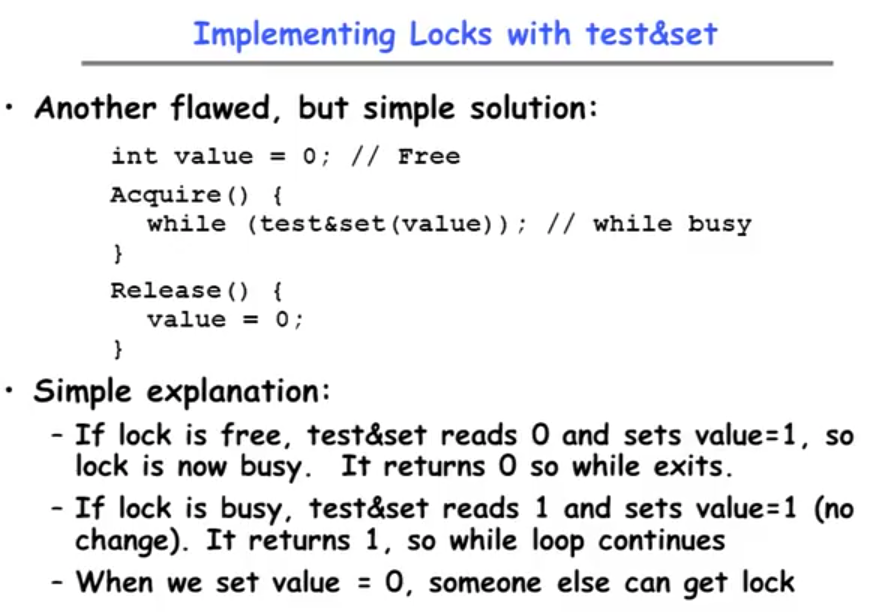 Implementing Locks with test&set
• Another flawed, but simple solution:
int value = 0; // Free
Acquire() {
while (test&set(value)); // while busy
}
Release() {
value = 0;
}
• Simple explanation:
- If lock is free, test&set reads 0 and sets value=1, so
lock is now busy. It returns 0 so while exits.
- If lock is busy, test&set reads 1 and sets value=1 (no
change). It returns 1, so while loop continues
- When we set value = 0, someone else can get lock